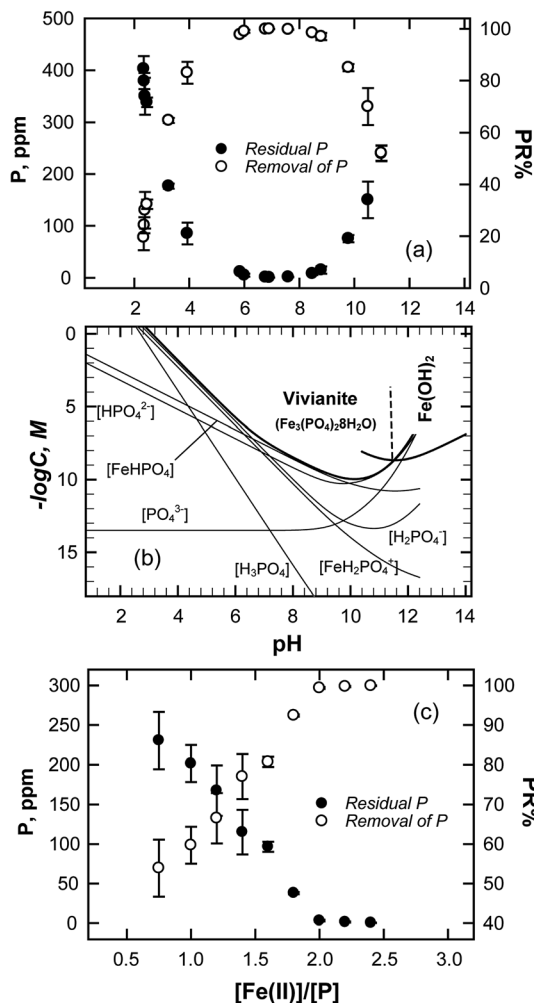 500
400
300
200
100
0
P, ppm
100
80
60
40
20
0
PR%
Residual P
Removal of P
(a)
2 4 6 8 10 12 14
-0
5
10
15
-logC, M
Vivianite
(Fe₃(PO₄)₂8H₂O)
Fe(OH)₂
[HPO₄²⁻]
[FeHPO₄]
[PO₄³⁻]
(b)
[H₃PO₄]
[FeH₂PO₄⁺]
[H₂PO₄⁻]
2 4 6 8 10 12 14
pH
300
250
200
150
100
50
0
P, ppm
100
90
80
70
60
50
40
PR%
(c)
Residual P
Removal of P
0.5 1.0 1.5 2.0 2.5 3.0
[Fe(II)]/[P]